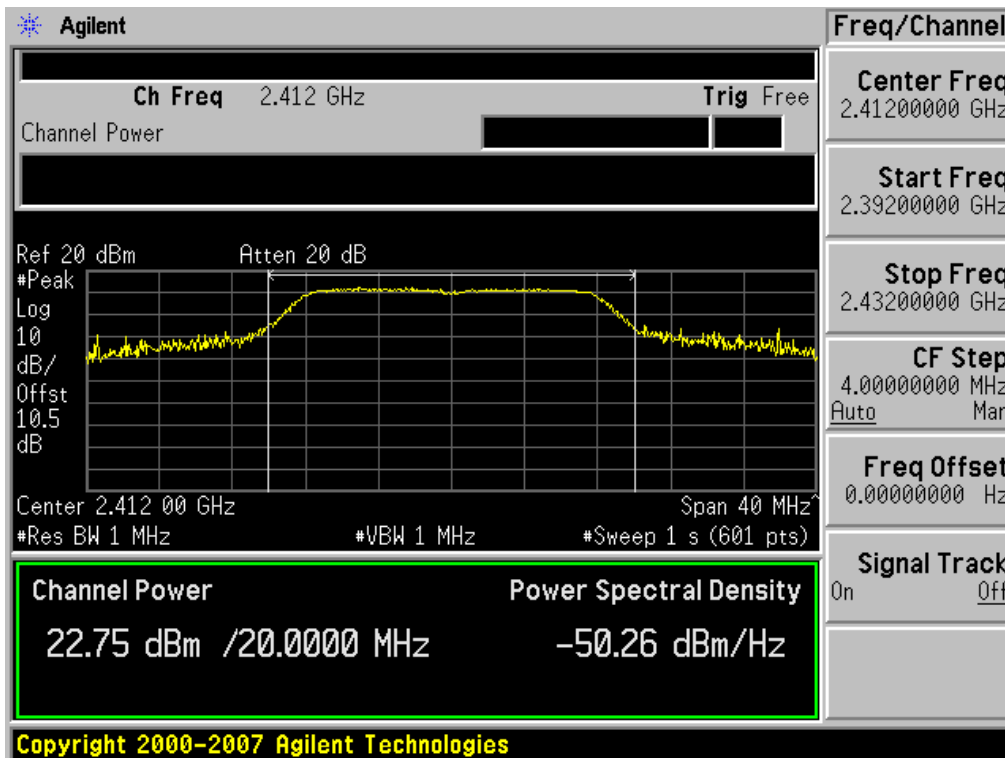 Agilent
Freq/Channel
Ch Freq 2.412 GHz
Trig Free
Channel Power
Center Freq
2.41200000 GHz
Start Freq
2.39200000 GHz
Stop Freq
2.43200000 GHz
CF Step
4.00000000 MHz
Auto Man
Freq Offset
0.00000000 Hz
Signal Track
On Off
Ref 20 dBm
Atten 20 dB
#Peak
Log
10
dB/
Offst
10.5
dB
Center 2.412 00 GHz
Span 40 MHz^
#Res BW 1 MHz
#VBW 1 MHz
#Sweep 1 s (601 pts)
Channel Power
Power Spectral Density
22.75 dBm /20.0000 MHz
-50.26 dBm/Hz
Copyright 2000-2007 Agilent Technologies